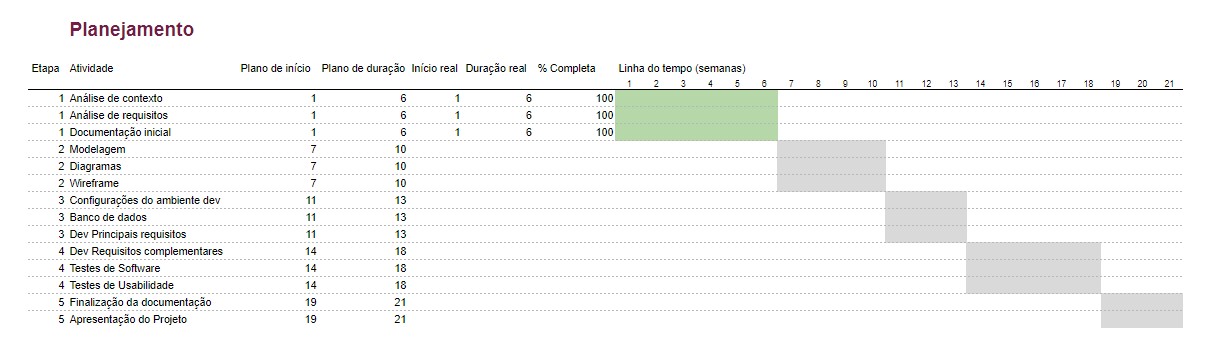 Planejamento
Etapa Atividade Plano de início Plano de duração Início real Duração real % Completa Linha do tempo (semanas)
1 2 3 4 5 6 7 8 9 10 11 12 13 14 15 16 17 18 19 20 21
1 Análise de contexto 1 6 1 6 100
1 Análise de requisitos 1 6 1 6 100
1 Documentação inicial 1 6 1 6 100
2 Modelagem 7 10
2 Diagramas 7 10
2 Wireframe 7 10
3 Configurações do ambiente dev 11 13
3 Banco de dados 11 13
3 Dev Principais requisitos 11 13
4 Dev Requisitos complementares 14 18
4 Testes de Software 14 18
4 Testes de Usabilidade 14 18
5 Finalização da documentação 19 21
5 Apresentação do Projeto 19 21